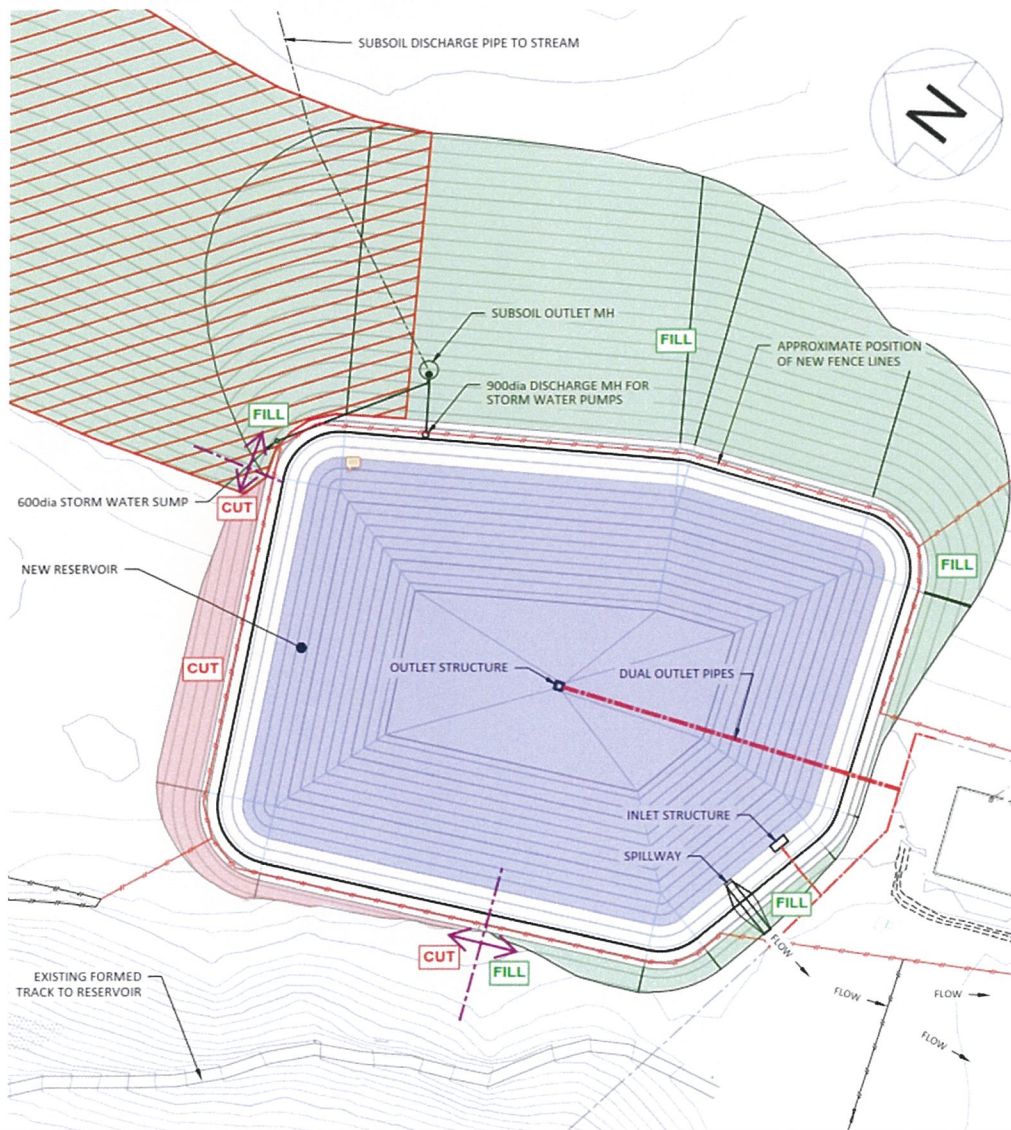 SUBSOIL DISCHARGE PIPE TO STREAM
N
SUBSOIL OUTLET MH
FILL
APPROXIMATE POSITION
OF NEW FENCE LINES
900dia DISCHARGE MH FOR
STORM WATER PUMPS
FILL
600dia STORM WATER SUMP
CUT
NEW RESERVOIR
FILL
CUT
OUTLET STRUCTURE
DUAL OUTLET PIPES
INLET STRUCTURE
SPILLWAY
FILL
CUT
FILL
FLOW
EXISTING FORMED
TRACK TO RESERVOIR
FLOW
FLOW
FLOW